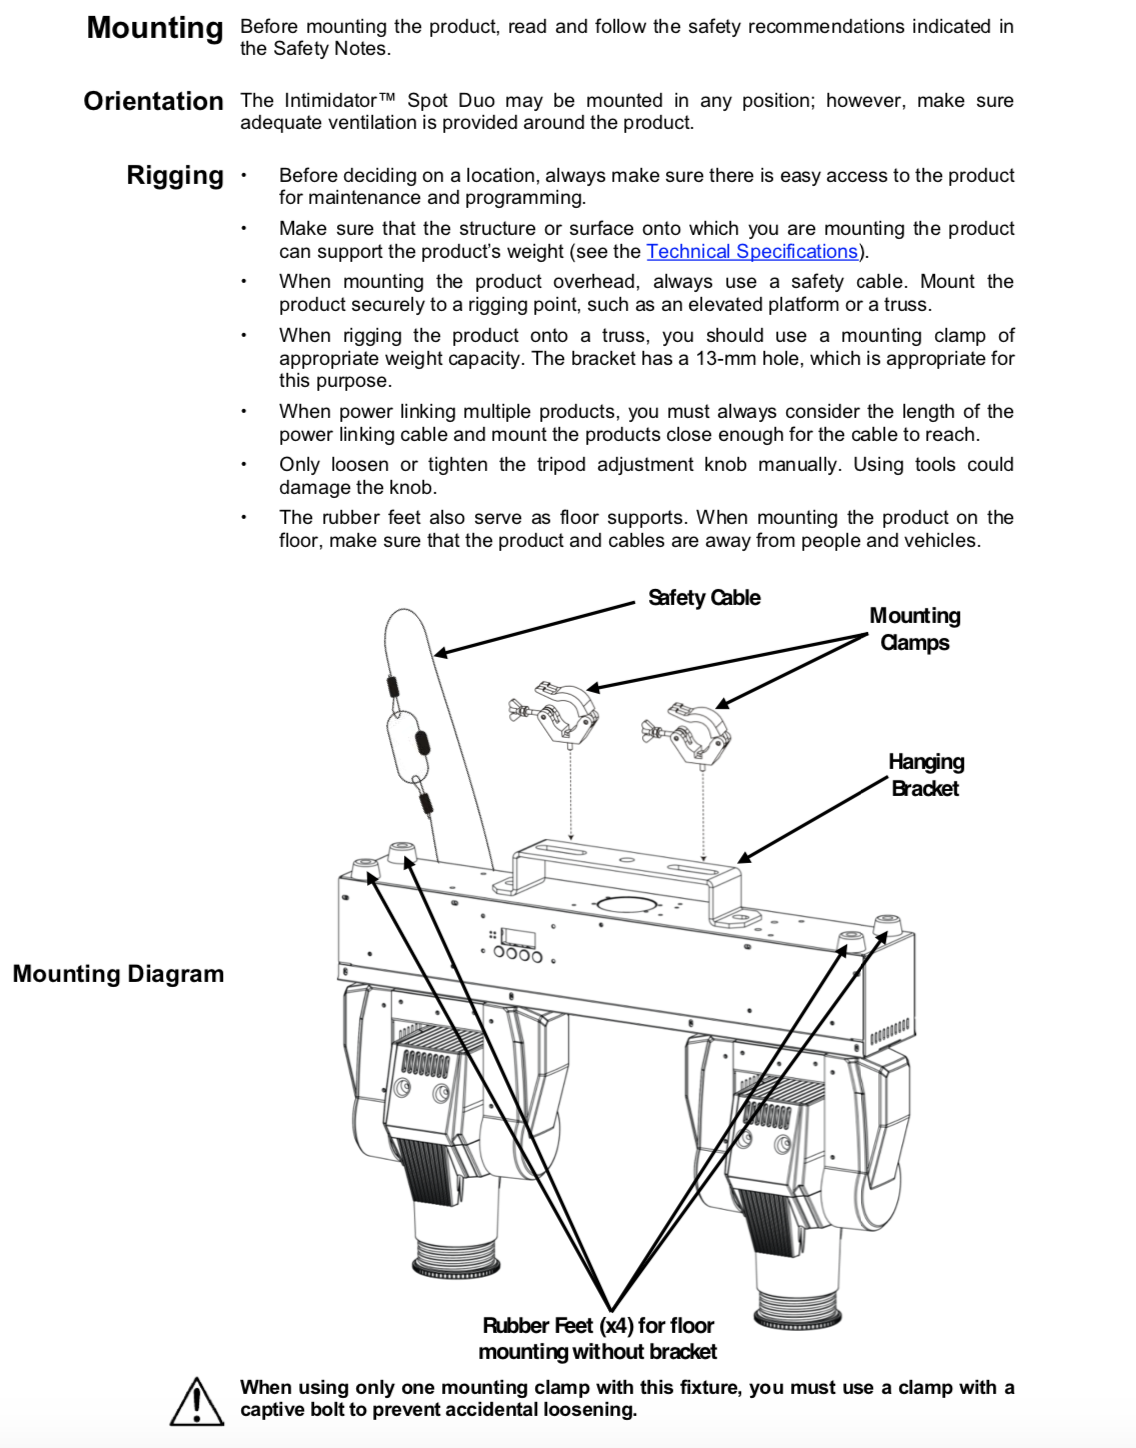 Mounting Before mounting the product, read and follow the safety recommendations indicated in
the Safety Notes.
Orientation The Intimidator™ Spot Duo may be mounted in any position; however, make sure
adequate ventilation is provided around the product.
Rigging • Before deciding on a location, always make sure there is easy access to the product
for maintenance and programming.
• Make sure that the structure or surface onto which you are mounting the product
can support the product’s weight (see the Technical Specifications).
• When mounting the product overhead, always use a safety cable. Mount the
product securely to a rigging point, such as an elevated platform or a truss.
• When rigging the product onto a truss, you should use a mounting clamp of
appropriate weight capacity. The bracket has a 13-mm hole, which is appropriate for
this purpose.
• When power linking multiple products, you must always consider the length of the
power linking cable and mount the products close enough for the cable to reach.
• Only loosen or tighten the tripod adjustment knob manually. Using tools could
damage the knob.
• The rubber feet also serve as floor supports. When mounting the product on the
floor, make sure that the product and cables are away from people and vehicles.
Safety Cable
Mounting
Clamps
Hanging
Bracket
Mounting Diagram
Rubber Feet (x4) for floor
mounting without bracket
When using only one mounting clamp with this fixture, you must use a clamp with a
captive bolt to prevent accidental loosening.